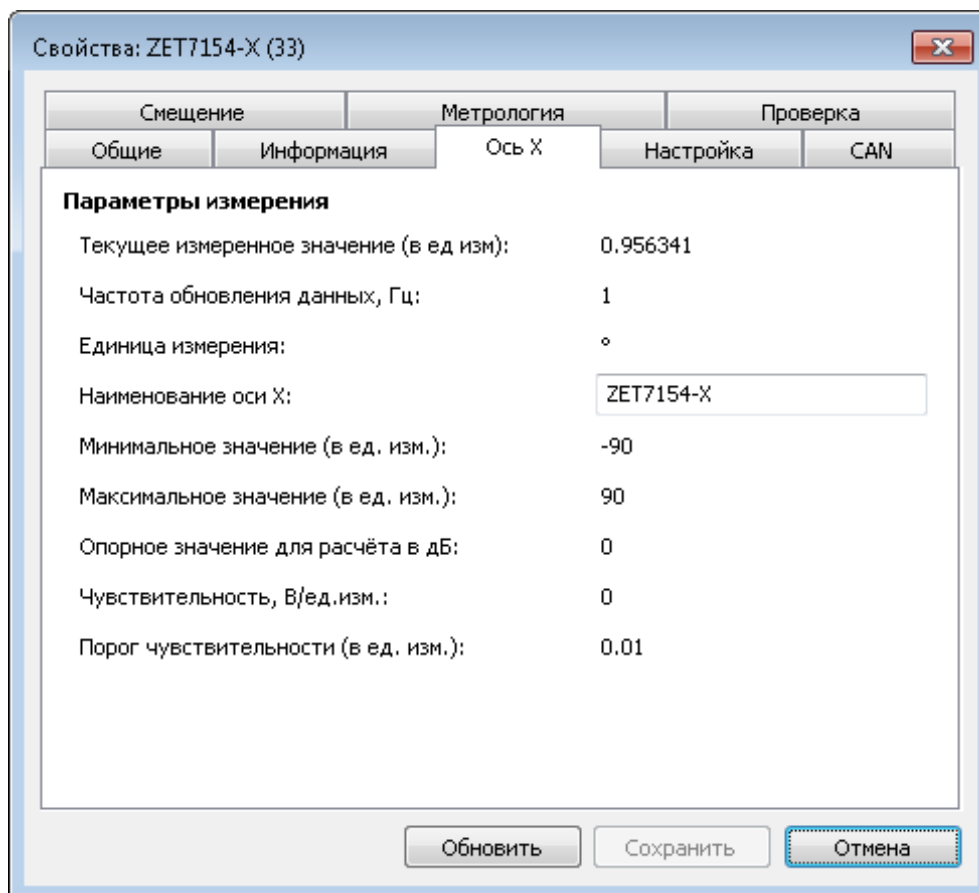 Свойства: ZET7154-X (33)
Смещение Метрология Проверка
Общие Информация Ось X Настройка CAN
Параметры измерения
Текущее измеренное значение (в ед изм): 0.956341
Частота обновления данных, Гц: 1
Единица измерения: °
Наименование оси X: ZET7154-X
Минимальное значение (в ед. изм.): -90
Максимальное значение (в ед. изм.): 90
Опорное значение для расчёта в дБ: 0
Чувствительность, В/ед.изм.: 0
Порог чувствительности (в ед. изм.): 0.01
Обновить Сохранить Отмена